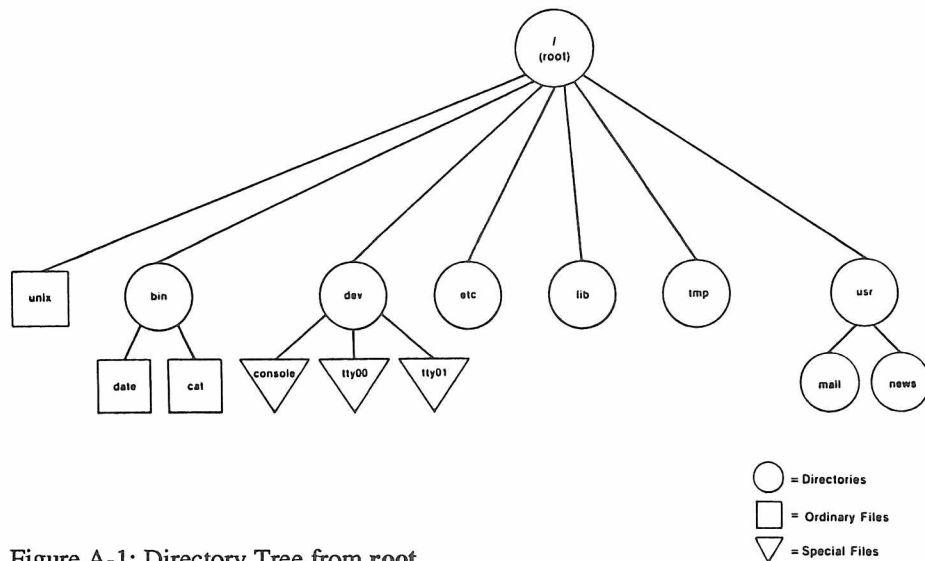 /
(root)
unix
bin
dev
etc
lib
tmp
usr
date
cat
console
tty00
tty01
mail
news
= Directories
= Ordinary Files
= Special Files
Figure A-1: Directory Tree from root